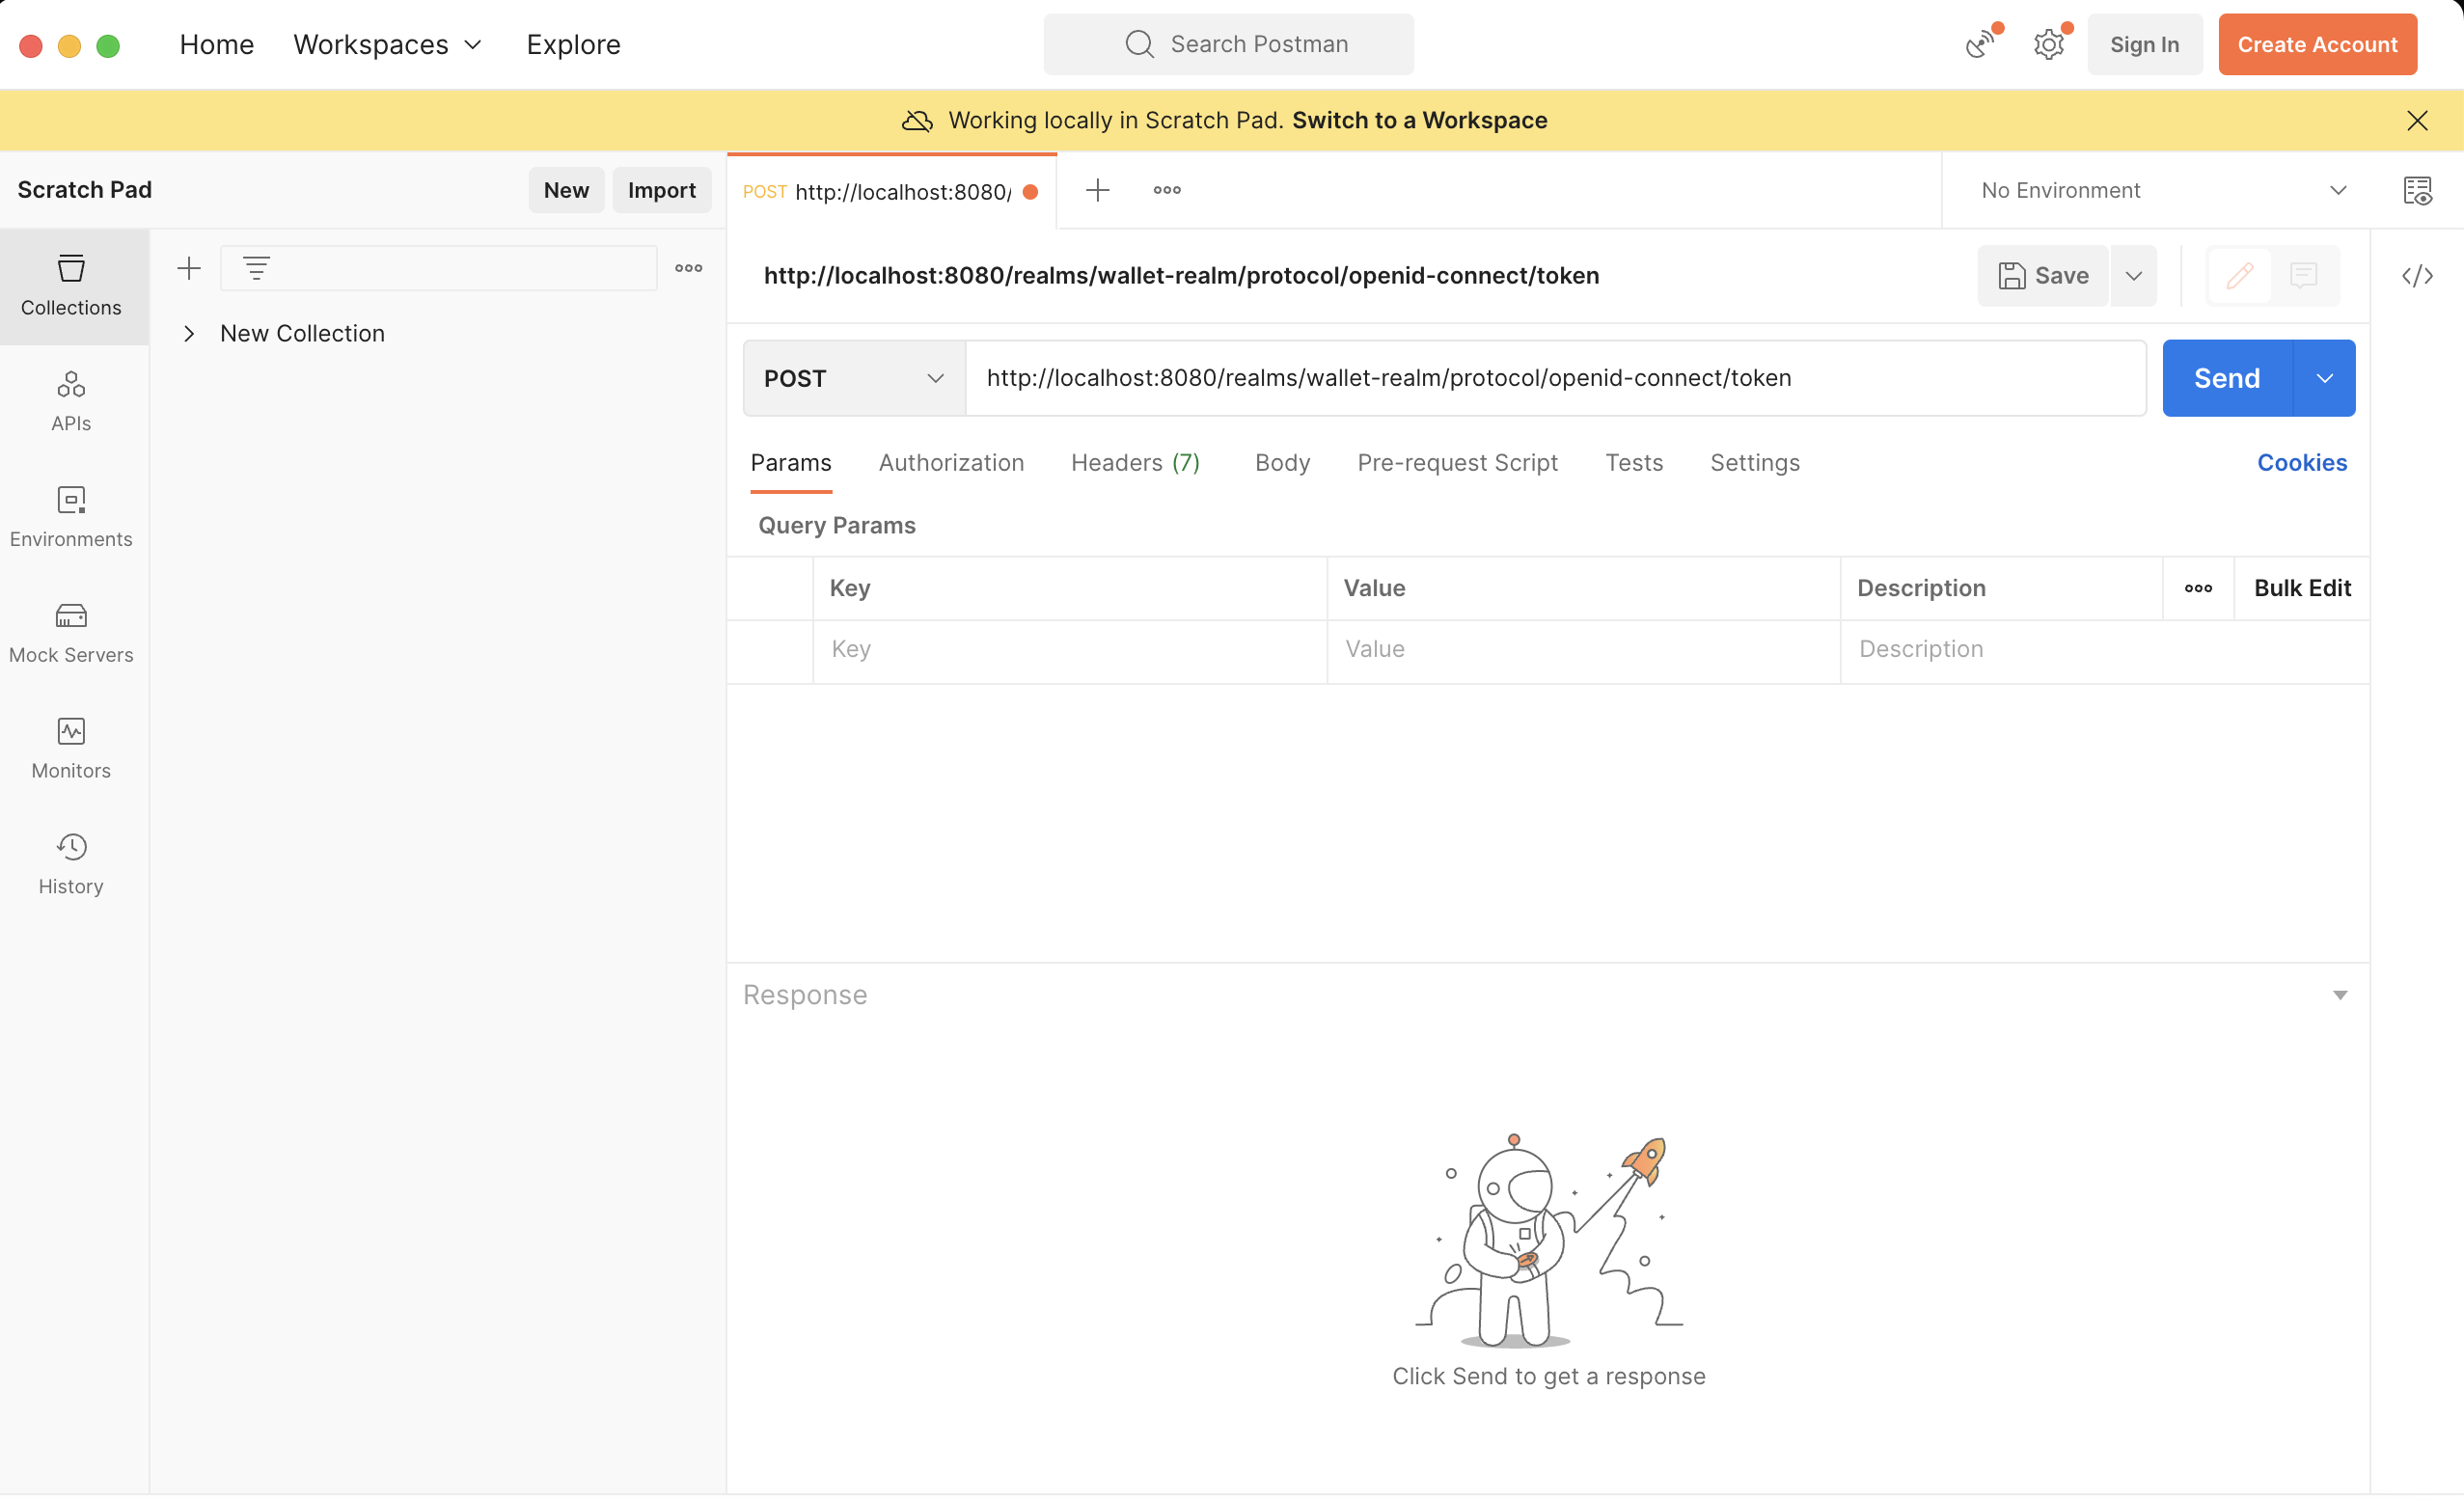 Home Workspaces Explore
Search Postman
Sign In Create Account
Working locally in Scratch Pad. Switch to a Workspace
Scratch Pad New Import
POST http://localhost:8080/
No Environment
Collections
New Collection
APIs
Environments
Mock Servers
Monitors
History
http://localhost:8080/realms/wallet-realm/protocol/openid-connect/token
Save
POST http://localhost:8080/realms/wallet-realm/protocol/openid-connect/token
Send
Params Authorization Headers (7) Body Pre-request Script Tests Settings Cookies
Query Params
Key Value Description Bulk Edit
Key Value Description
Response
Click Send to get a response